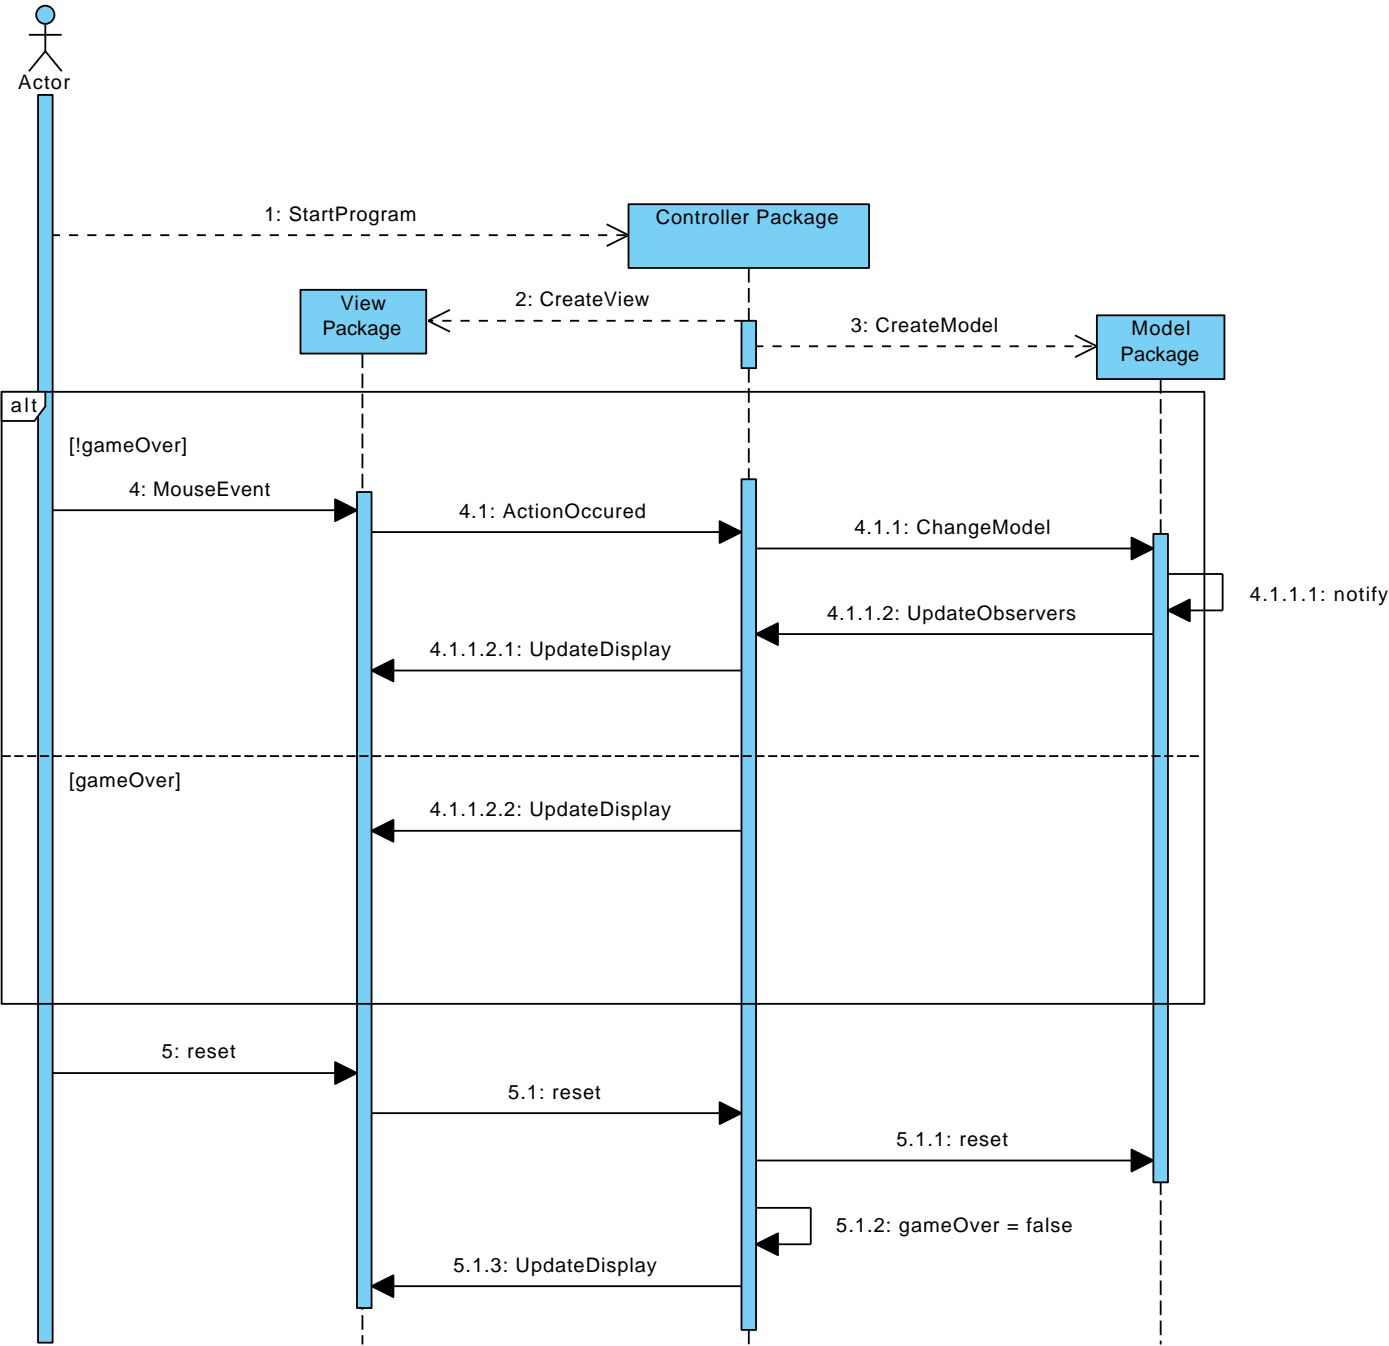 Actor
1: StartProgram
Controller Package
View
Package
2: CreateView
3: CreateModel
Model
Package
alt
[!gameOver]
4: MouseEvent
4.1: ActionOccured
4.1.1: ChangeModel
4.1.1.1: notify
4.1.1.2: UpdateObservers
4.1.1.2.1: UpdateDisplay
[gameOver]
4.1.1.2.2: UpdateDisplay
5: reset
5.1: reset
5.1.1: reset
5.1.2: gameOver = false
5.1.3: UpdateDisplay